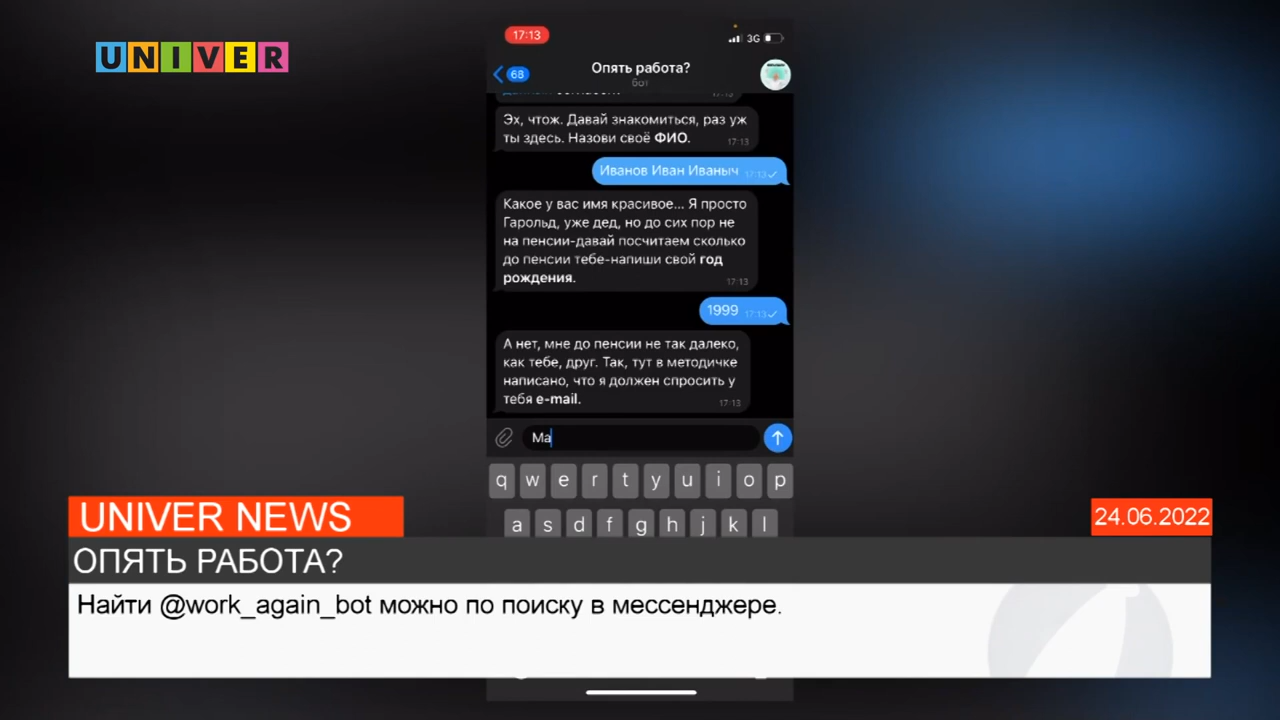 UNIVER
17:13
3G
68
Опять работа?
бот
17:13
Эх, чтож. Давай знакомиться, раз уж
ты здесь. Назови своё ФИО.
17:13
Иванов Иван Иваныч
17:13
Какое у вас имя красивое... Я просто
Гарольд, уже дед, но до сих пор не
на пенсии-давай посчитаем сколько
до пенсии тебе-напиши свой год
рождения.
17:13
1999
17:13
А нет, мне до пенсии не так далеко,
как тебе, друг. Так, тут в методичке
написано, что я должен спросить у
тебя e-mail.
17:13
Ma
q w e r t y u i o p
a s d f g h j k l
UNIVER NEWS
24.06.2022
ОПЯТЬ РАБОТА?
Найти @work_again_bot можно по поиску в мессенджере.